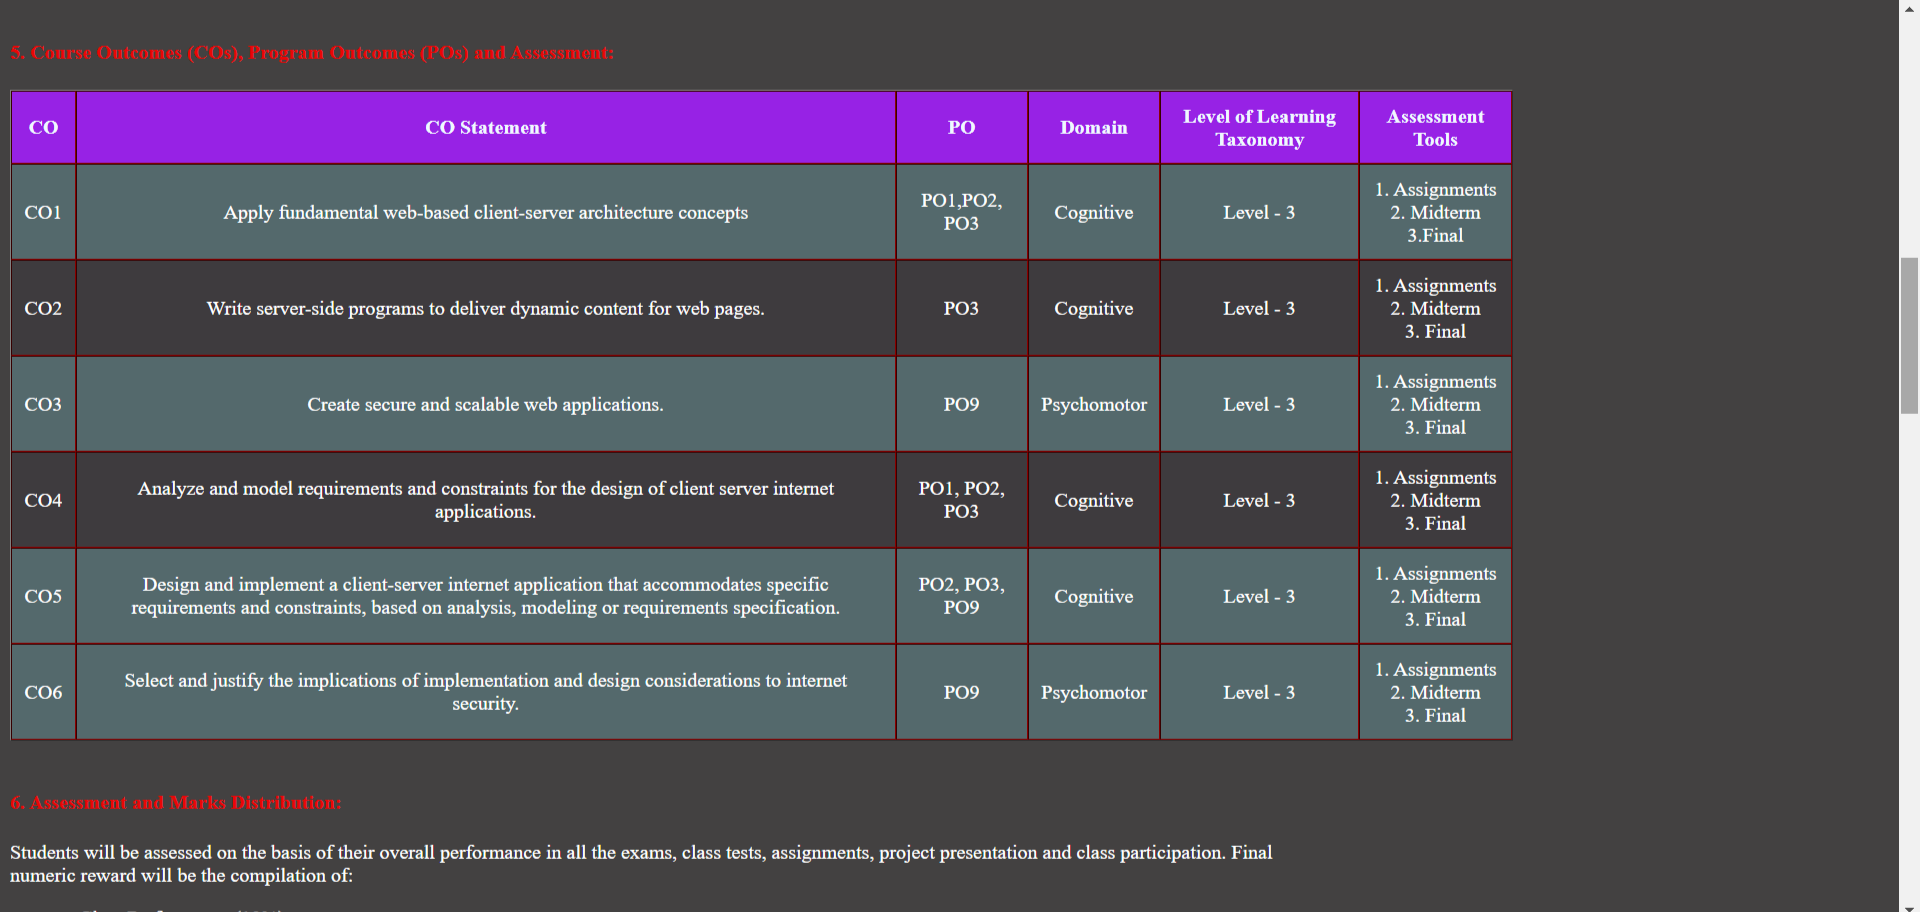 5. Course Outcomes (COs), Program Outcomes (POs) and Assessment:
CO
CO Statement
PO
Domain
Level of Learning
Taxonomy
Assessment
Tools
CO1
Apply fundamental web-based client-server architecture concepts
PO1,PO2,
PO3
Cognitive
Level - 3
1. Assignments
2. Midterm
3.Final
CO2
Write server-side programs to deliver dynamic content for web pages.
PO3
Cognitive
Level - 3
1. Assignments
2. Midterm
3. Final
CO3
Create secure and scalable web applications.
PO9
Psychomotor
Level - 3
1. Assignments
2. Midterm
3. Final
CO4
Analyze and model requirements and constraints for the design of client server internet
applications.
PO1, PO2,
PO3
Cognitive
Level - 3
1. Assignments
2. Midterm
3. Final
CO5
Design and implement a client-server internet application that accommodates specific
requirements and constraints, based on analysis, modeling or requirements specification.
PO2, PO3,
PO9
Cognitive
Level - 3
1. Assignments
2. Midterm
3. Final
CO6
Select and justify the implications of implementation and design considerations to internet
security.
PO9
Psychomotor
Level - 3
1. Assignments
2. Midterm
3. Final
6. Assessment and Marks Distribution:
Students will be assessed on the basis of their overall performance in all the exams, class tests, assignments, project presentation and class participation. Final
numeric reward will be the compilation of: